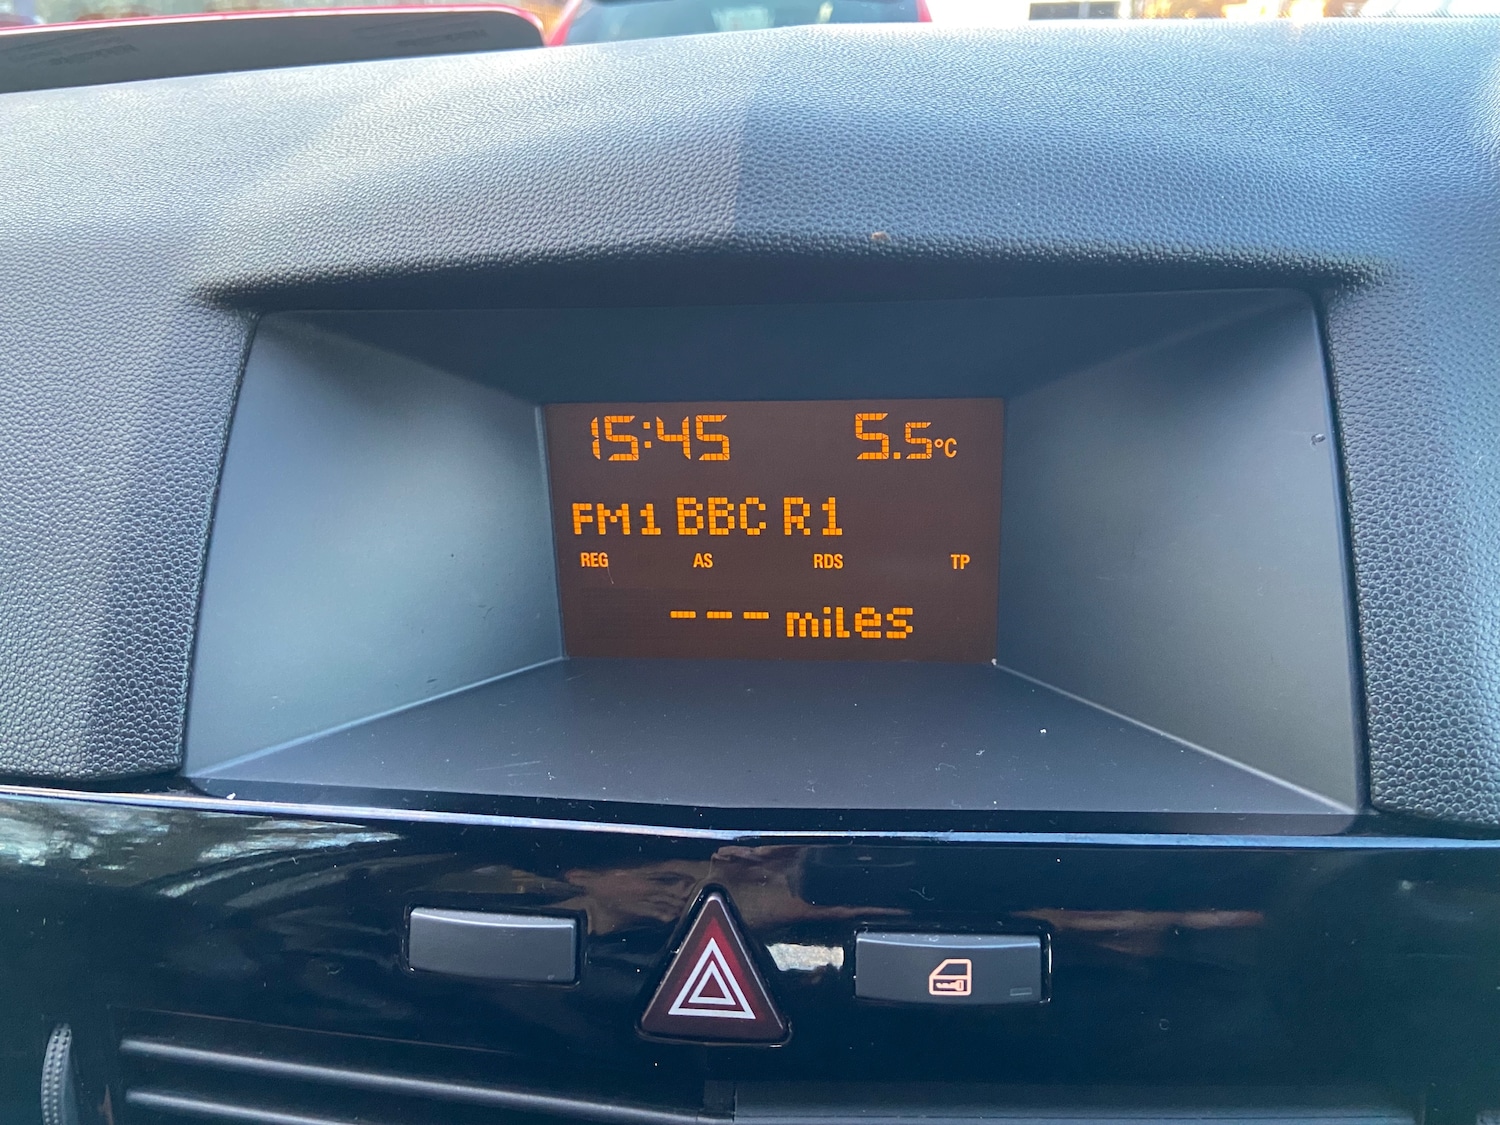 15:45 5.5°C
FM1 BBC R1
REG AS RDS TP
--- miles